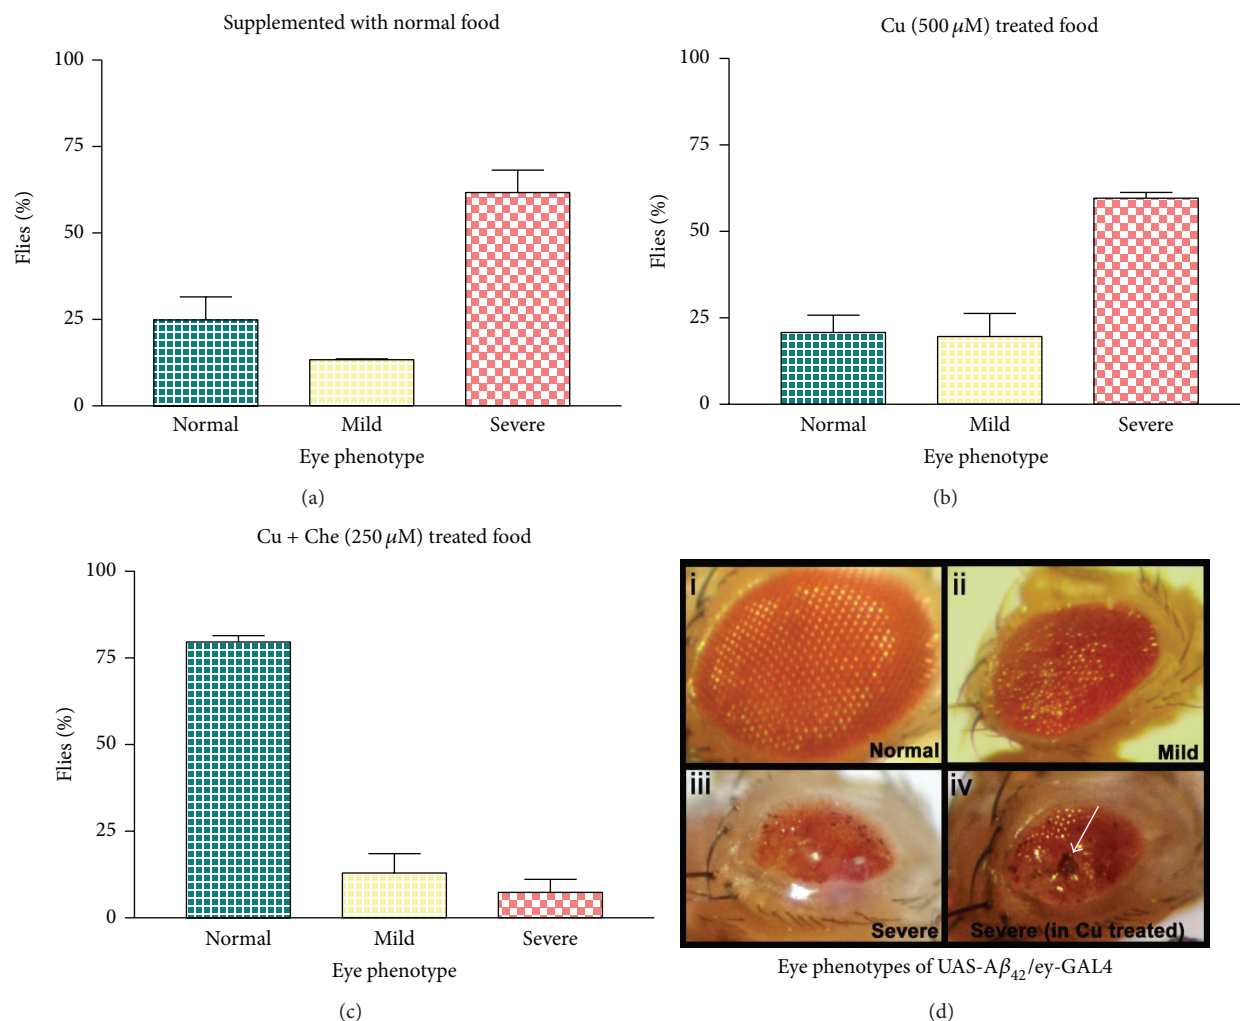 Supplemented with normal food
100
75
50
25
0
Flies (%)
Normal Mild Severe
Eye phenotype
(a)
Cu (500 μM) treated food
100
75
50
25
0
Flies (%)
Normal Mild Severe
Eye phenotype
(b)
Cu + Che (250 μM) treated food
100
75
50
25
0
Flies (%)
Normal Mild Severe
Eye phenotype
(c)
i
Normal
ii
Mild
iii
Severe
iv
Severe (in Cu treated)
Eye phenotypes of UAS-Aβ42/ey-GAL4
(d)